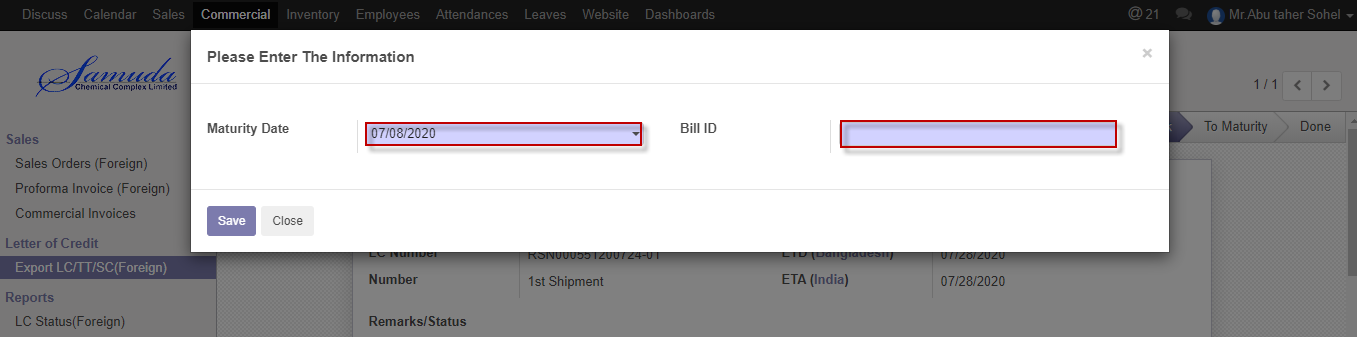 Discuss Calendar Sales Commercial Inventory Employees Attendances Leaves Website Dashboards @ 21 Mr.Abu taher Sohel
Please Enter The Information ×
Samuda
Chemical Complex Limited
1 / 1
Maturity Date 07/08/2020 Bill ID
To Maturity Done
Sales
Sales Orders (Foreign)
Proforma Invoice (Foreign)
Commercial Invoices
Save Close
Letter of Credit
LC Number RSN000551200724-01 ETD (Bangladesh) 07/28/2020
Export LC/TT/SC(Foreign)
Number 1st Shipment ETA (India) 07/28/2020
Reports
LC Status(Foreign)
Remarks/Status